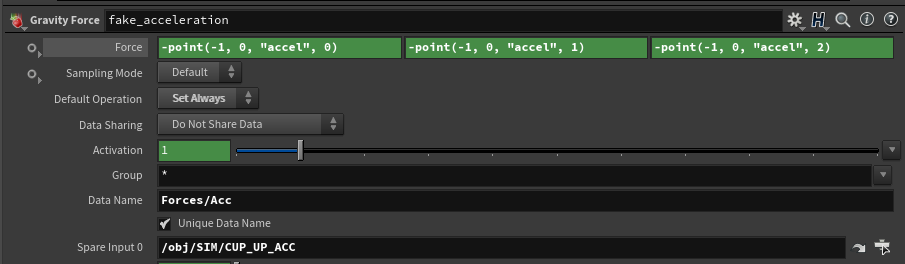 Gravity Force fake_acceleration
Force -point(-1, 0, "accel", 0) -point(-1, 0, "accel", 1) -point(-1, 0, "accel", 2)
Sampling Mode Default
Default Operation Set Always
Data Sharing Do Not Share Data
Activation 1
Group *
Data Name Forces/Acc
Unique Data Name
Spare Input 0 /obj/SIM/CUP_UP_ACC